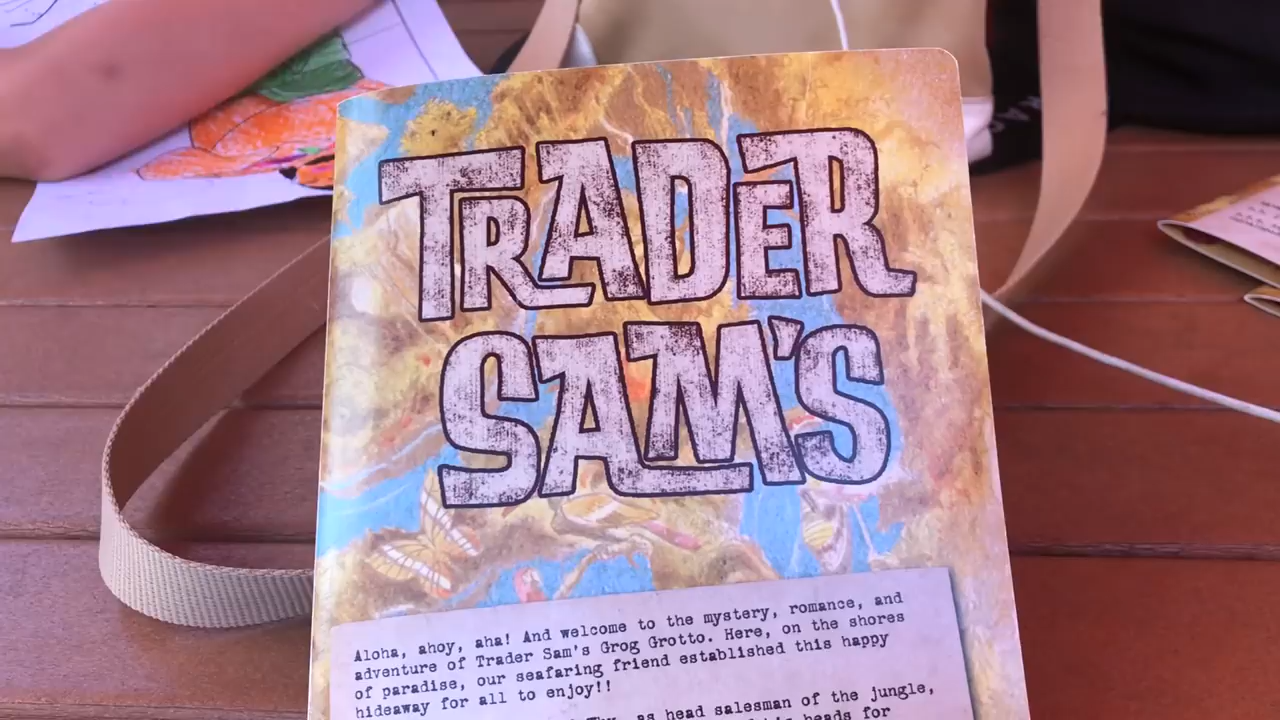 TRADER
SAM'S
Aloha, ahoy, aha! And welcome to the mystery, romance, and
adventure of Trader Sam's Grog Grotto. Here, on the shores
of paradise, our seafaring friend established this happy
hideaway for all to enjoy!!
as head salesman of the jungle,
heads for